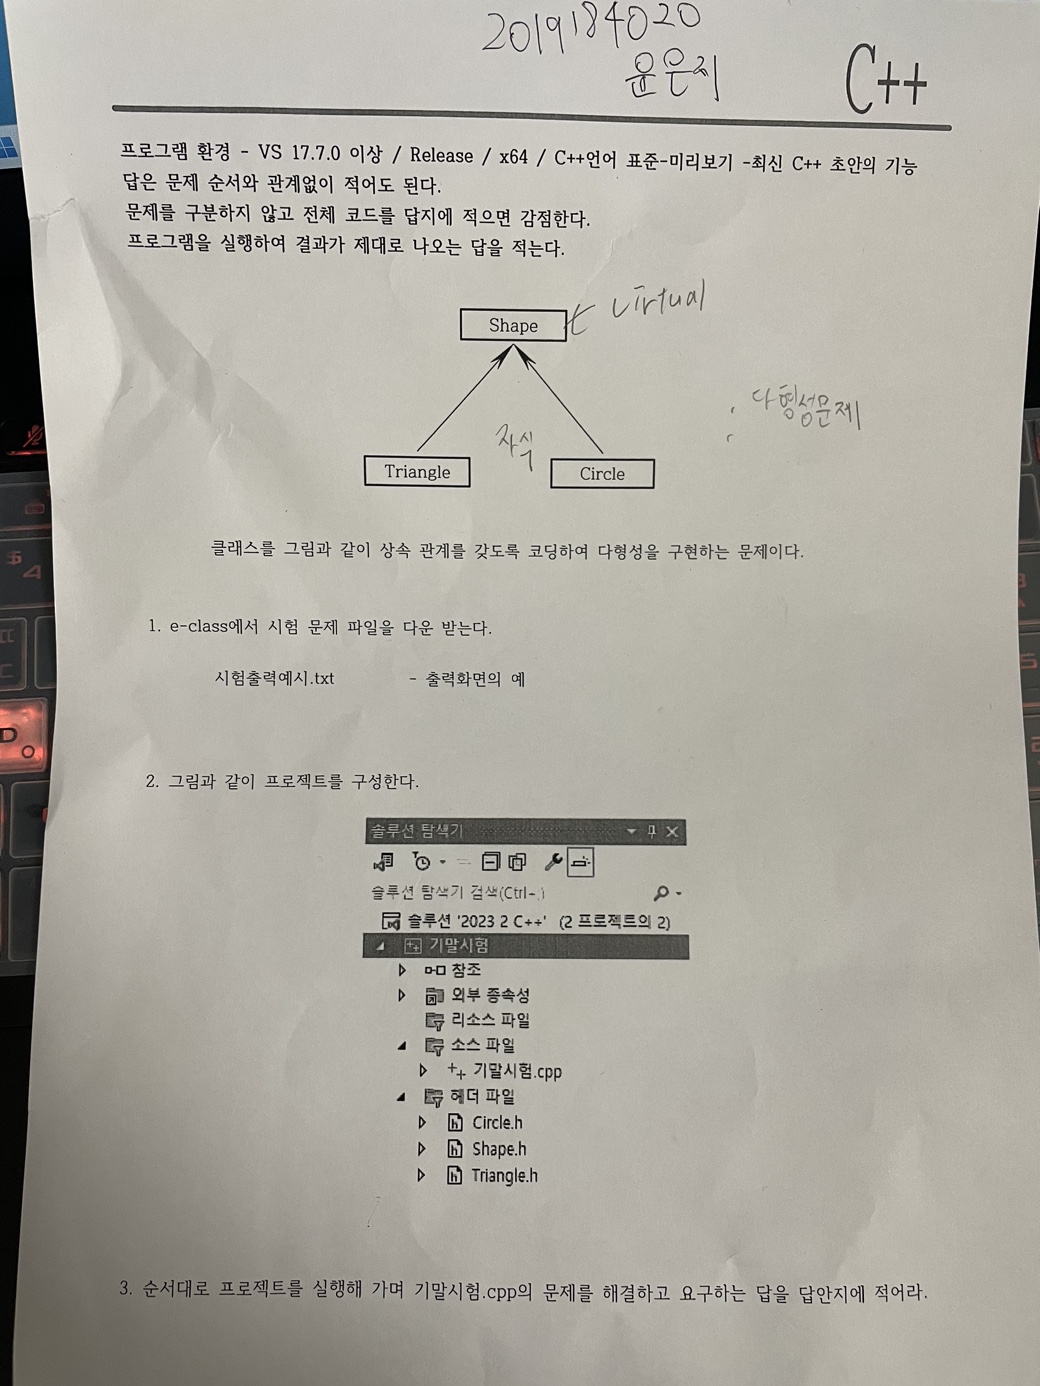 2019184020
윤은지
C++
프로그램 환경 - VS 17.7.0 이상 / Release / x64 / C++언어 표준-미리보기 -최신 C++ 초안의 기능
답은 문제 순서와 관계없이 적어도 된다.
문제를 구분하지 않고 전체 코드를 답지에 적으면 감점한다.
프로그램을 실행하여 결과가 제대로 나오는 답을 적는다.
Shape
virtual
다형성문제
자식
Triangle
Circle
클래스를 그림과 같이 상속 관계를 갖도록 코딩하여 다형성을 구현하는 문제이다.
1. e-class에서 시험 문제 파일을 다운 받는다.
시험출력예시.txt - 출력화면의 예
2. 그림과 같이 프로젝트를 구성한다.
솔루션 탐색기
솔루션 탐색기 검색(Ctrl+;)
솔루션 '2023 2 C++' (2 프로젝트의 2)
기말시험
참조
외부 종속성
리소스 파일
소스 파일
기말시험.cpp
헤더 파일
Circle.h
Shape.h
Triangle.h
3. 순서대로 프로젝트를 실행해 가며 기말시험.cpp의 문제를 해결하고 요구하는 답을 답안지에 적어라.